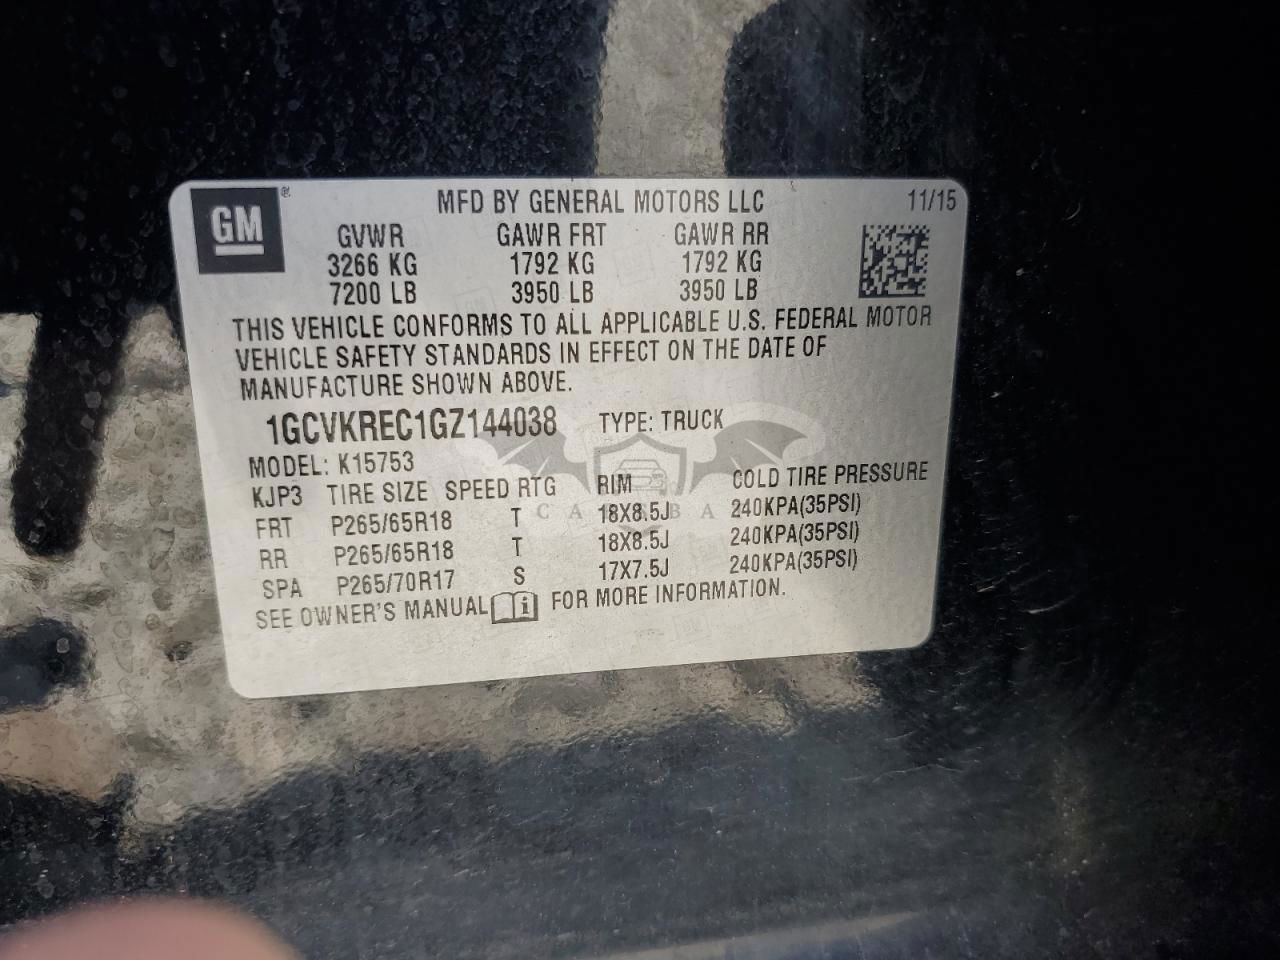 GM®
MFD BY GENERAL MOTORS LLC 11/15
GVWR GAWR FRT GAWR RR
3266 KG 1792 KG 1792 KG
7200 LB 3950 LB 3950 LB
THIS VEHICLE CONFORMS TO ALL APPLICABLE U.S. FEDERAL MOTOR
VEHICLE SAFETY STANDARDS IN EFFECT ON THE DATE OF
MANUFACTURE SHOWN ABOVE.
1GCVKREC1GZ144038 TYPE: TRUCK
MODEL: K15753
KJP3 TIRE SIZE SPEED RTG RIM COLD TIRE PRESSURE
FRT P265/65R18 T 18X8.5J 240KPA(35PSI)
RR P265/65R18 T 18X8.5J 240KPA(35PSI)
SPA P265/70R17 S 17X7.5J 240KPA(35PSI)
SEE OWNER'S MANUAL i FOR MORE INFORMATION.